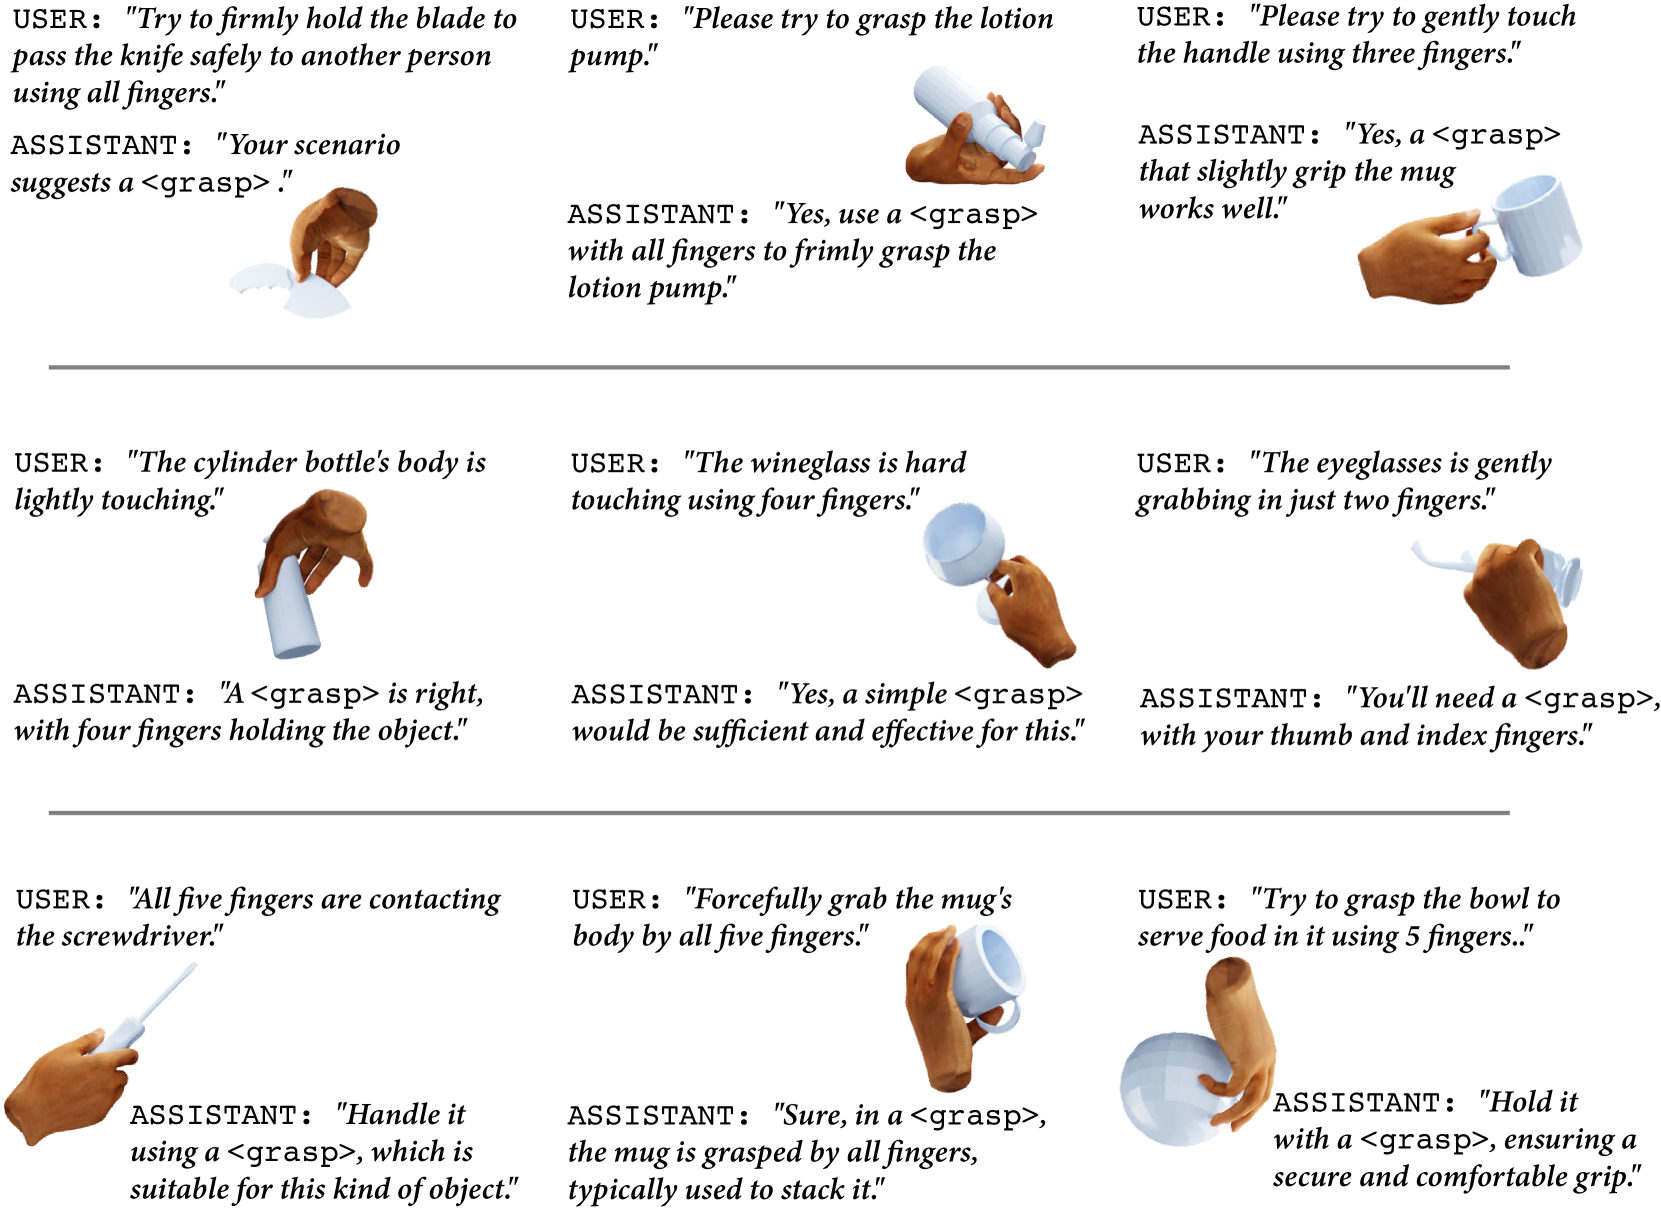 USER: "Try to firmly hold the blade to
pass the knife safely to another person
using all fingers."
ASSISTANT: "Your scenario
suggests a <grasp> ."
USER: "Please try to grasp the lotion
pump."
ASSISTANT: "Yes, use a <grasp>
with all fingers to frimly grasp the
lotion pump."
USER: "Please try to gently touch
the handle using three fingers."
ASSISTANT: "Yes, a <grasp>
that slightly grip the mug
works well."
USER: "The cylinder bottle's body is
lightly touching."
ASSISTANT: "A <grasp> is right,
with four fingers holding the object."
USER: "The wineglass is hard
touching using four fingers."
ASSISTANT: "Yes, a simple <grasp>
would be sufficient and effective for this."
USER: "The eyeglasses is gently
grabbing in just two fingers."
ASSISTANT: "You'll need a <grasp>,
with your thumb and index fingers."
USER: "All five fingers are contacting
the screwdriver."
ASSISTANT: "Handle it
using a <grasp>, which is
suitable for this kind of object."
USER: "Forcefully grab the mug's
body by all five fingers."
ASSISTANT: "Sure, in a <grasp>,
the mug is grasped by all fingers,
typically used to stack it."
USER: "Try to grasp the bowl to
serve food in it using 5 fingers.."
ASSISTANT: "Hold it
with a <grasp>, ensuring a
secure and comfortable grip."